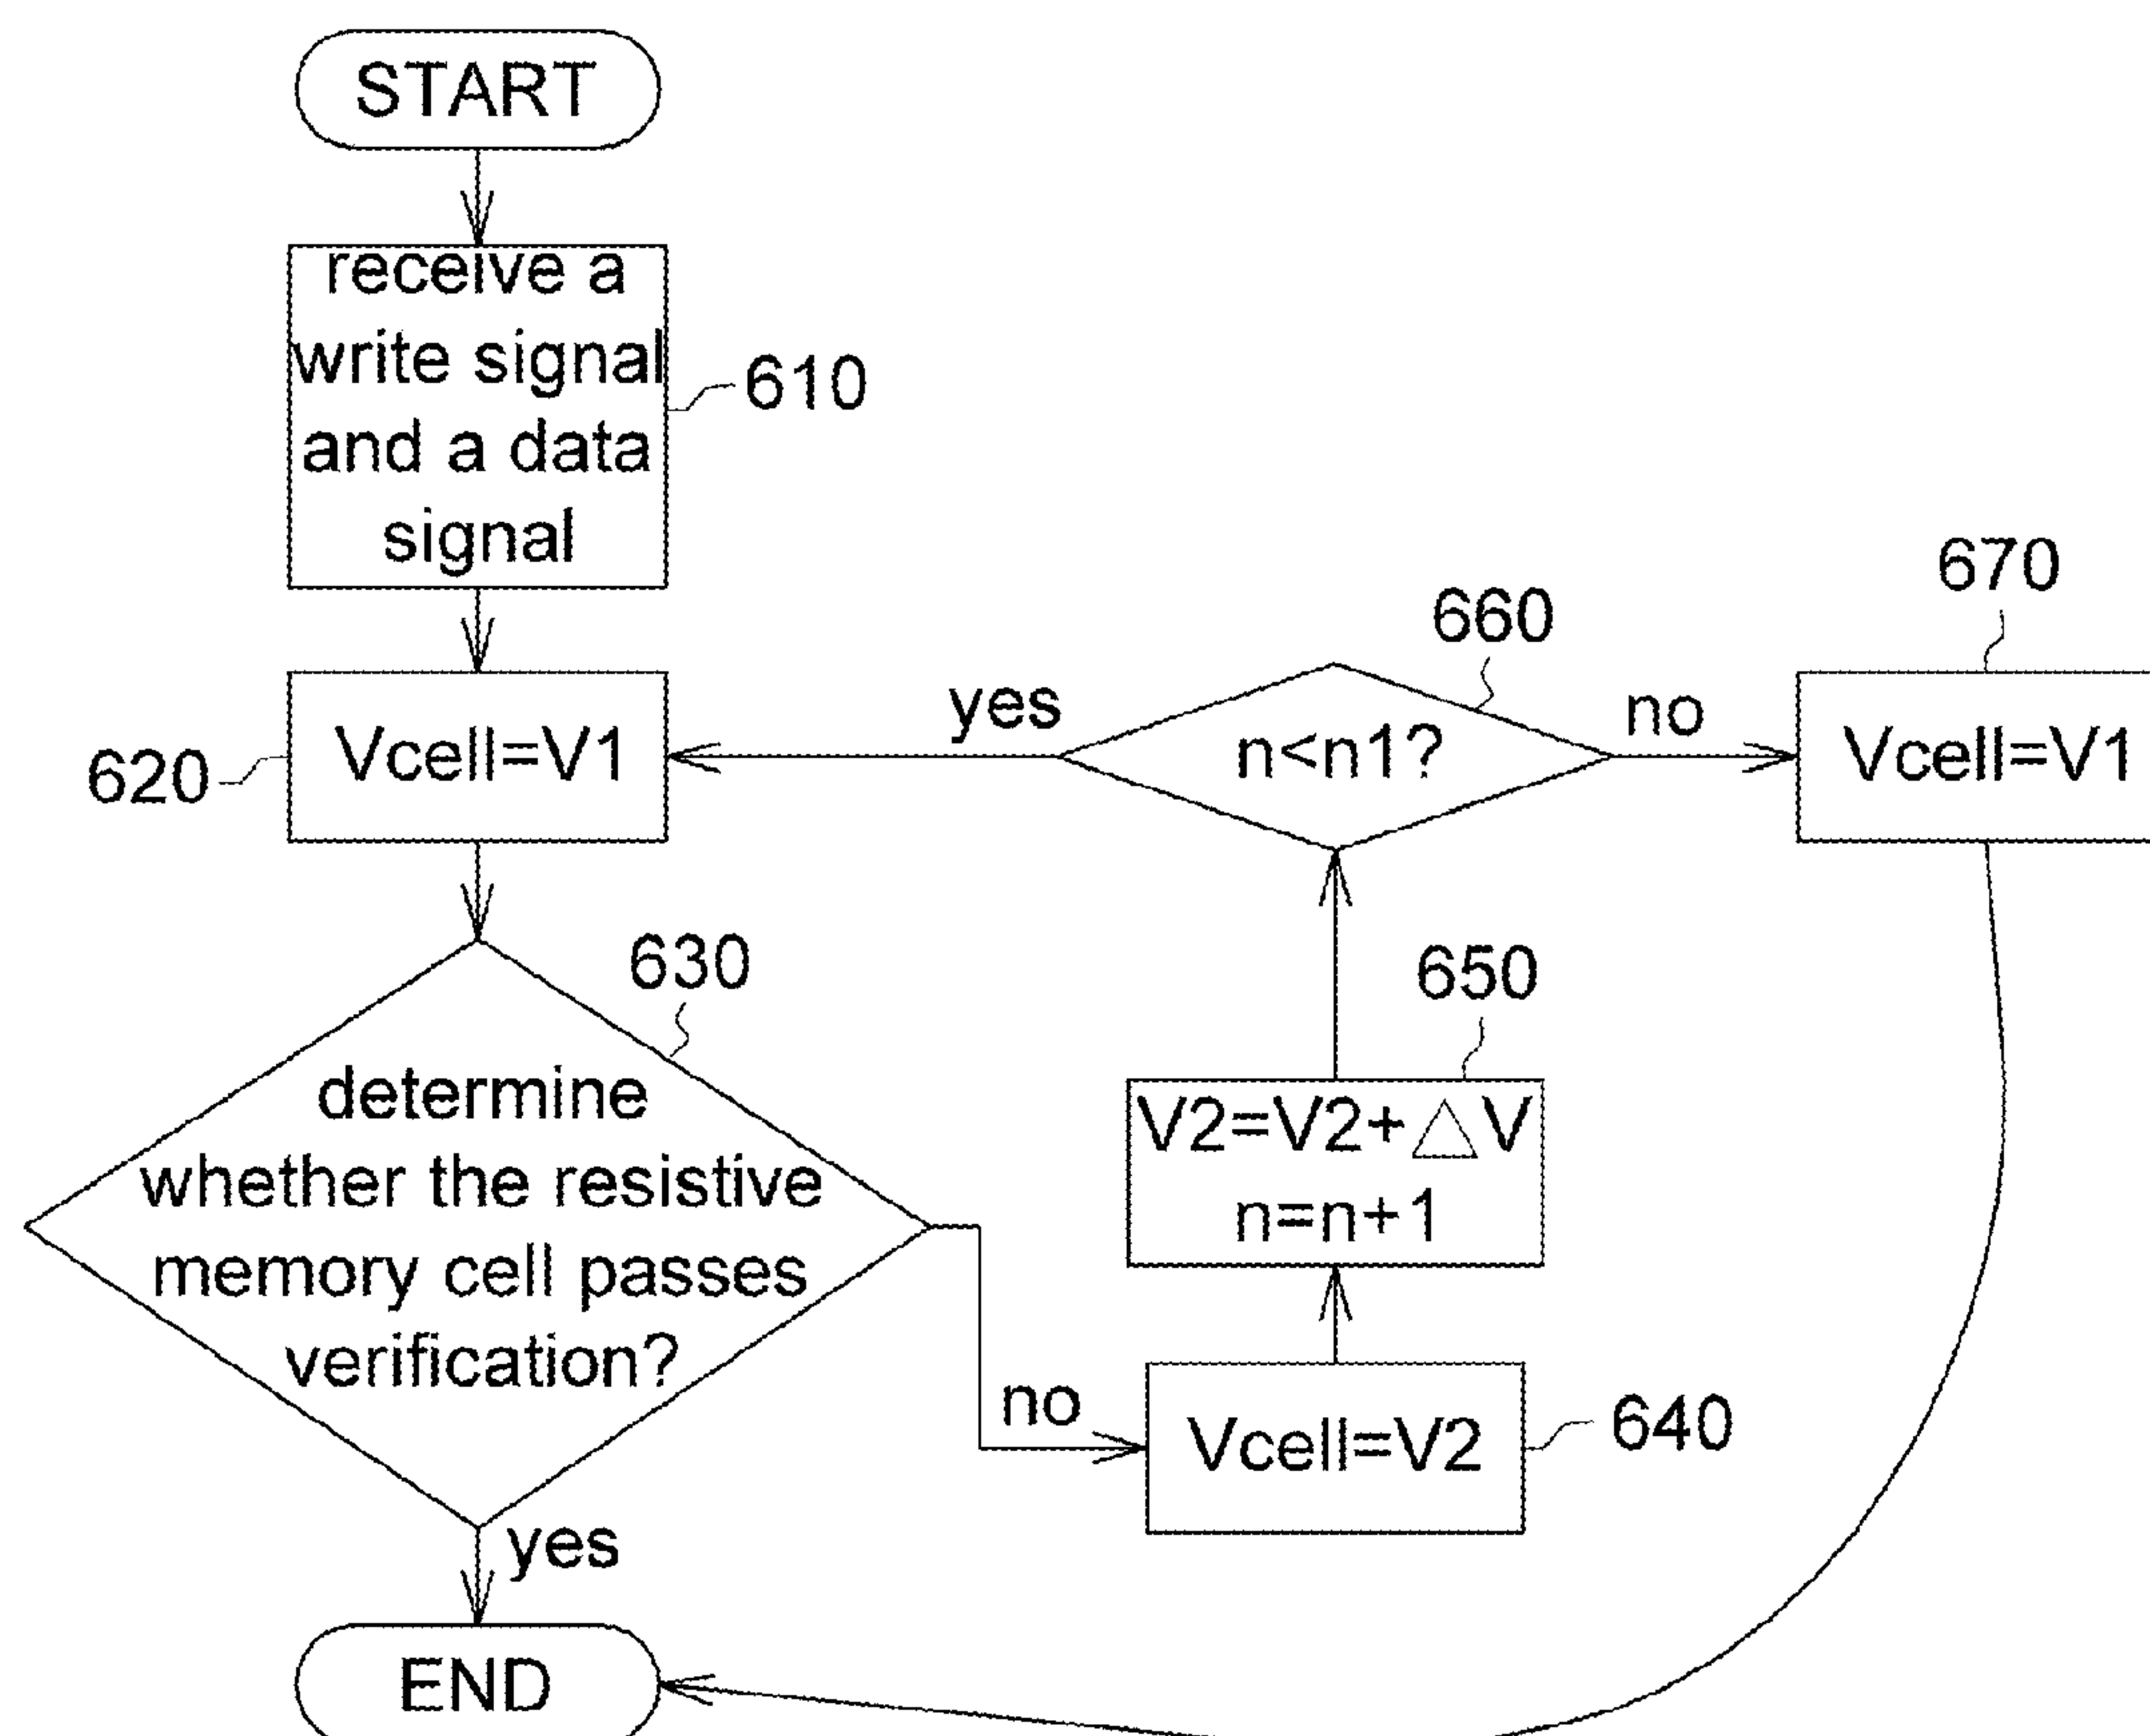 START
receive a
write signal
and a data
signal
610
620
Vcell=V1
yes
n<n1?
660
no
670
Vcell=V1
630
determine
whether the resistive
memory cell passes
verification?
650
V2=V2+△V
n=n+1
no
Vcell=V2
640
yes
END